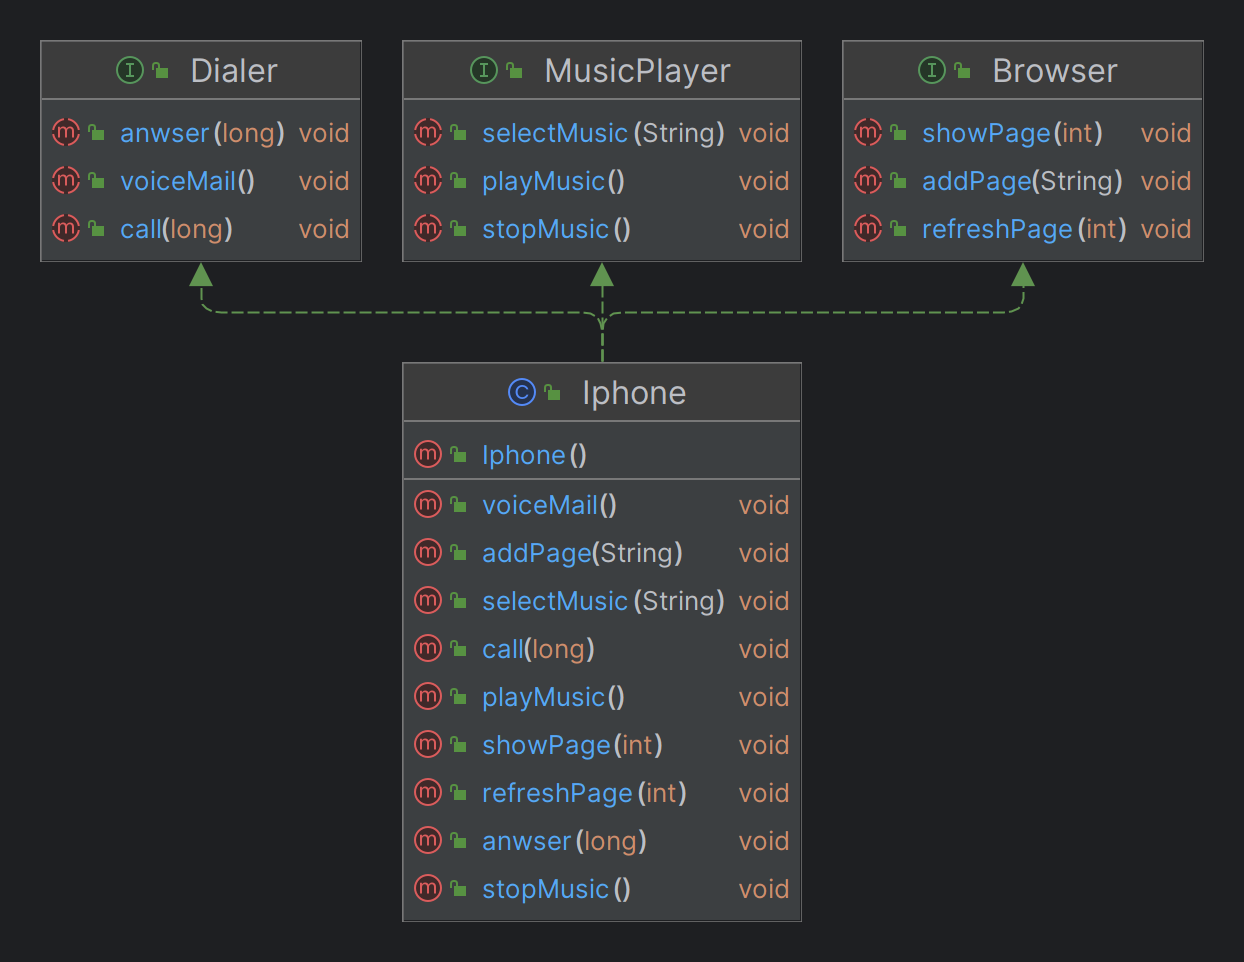 I Dialer
m anwser(long) void
m voiceMail() void
m call(long) void
I MusicPlayer
m selectMusic(String) void
m playMusic() void
m stopMusic() void
I Browser
m showPage(int) void
m addPage(String) void
m refreshPage(int) void
C Iphone
m Iphone()
m voiceMail() void
m addPage(String) void
m selectMusic(String) void
m call(long) void
m playMusic() void
m showPage(int) void
m refreshPage(int) void
m anwser(long) void
m stopMusic() void